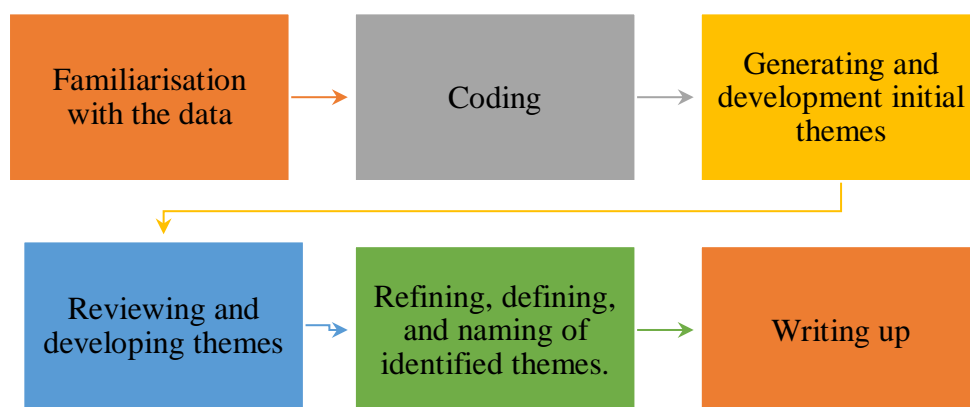 Familiarisation
with the data
Coding
Generating and
development initial
themes
Reviewing and
developing themes
Refining, defining,
and naming of
identified themes.
Writing up